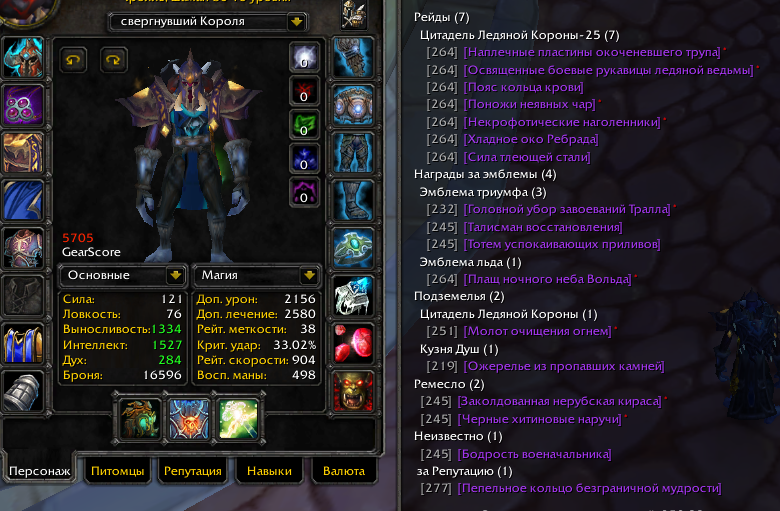 свергнувший Короля
0
0
0
0
0
5705
GearScore
Основные
Магия
Сила: 121
Ловкость: 76
Выносливость: 1334
Интеллект: 1527
Дух: 284
Броня: 16596
Доп. урон: 2156
Доп. лечение: 2580
Рейт. меткости: 38
Крит. удар: 33.02%
Рейт. скорости: 904
Восп. маны: 498
Персонаж
Питомцы
Репутация
Навыки
Валюта
Рейды (7)
Цитадель Ледяной Короны-25 (7)
[264] [Наплечные пластины окоченевшего трупа]*
[264] [Освященные боевые рукавицы ледяной ведьмы]*
[264] [Пояс кольца крови]
[264] [Поножи неявных чар]*
[264] [Некрофотические наголенники]*
[264] [Хладное око Ребрада]
[264] [Сила тлеющей стали]
Награды за эмблемы (4)
Эмблема триумфа (3)
[232] [Головной убор завоеваний Тралла]*
[245] [Талисман восстановления]
[245] [Тотем успокаивающих приливов]
Эмблема льда (1)
[264] [Плащ ночного неба Вольда]*
Подземелья (2)
Цитадель Ледяной Короны (1)
[251] [Молот очищения огнем]*
Кузня Душ (1)
[219] [Ожерелье из пропавших камней]
Ремесло (2)
[245] [Заколдованная нерубская кираса]*
[245] [Черные хитиновые наручи]*
Неизвестно (1)
[245] [Бодрость военачальника]
за Репутацию (1)
[277] [Пепельное кольцо безграничной мудрости]